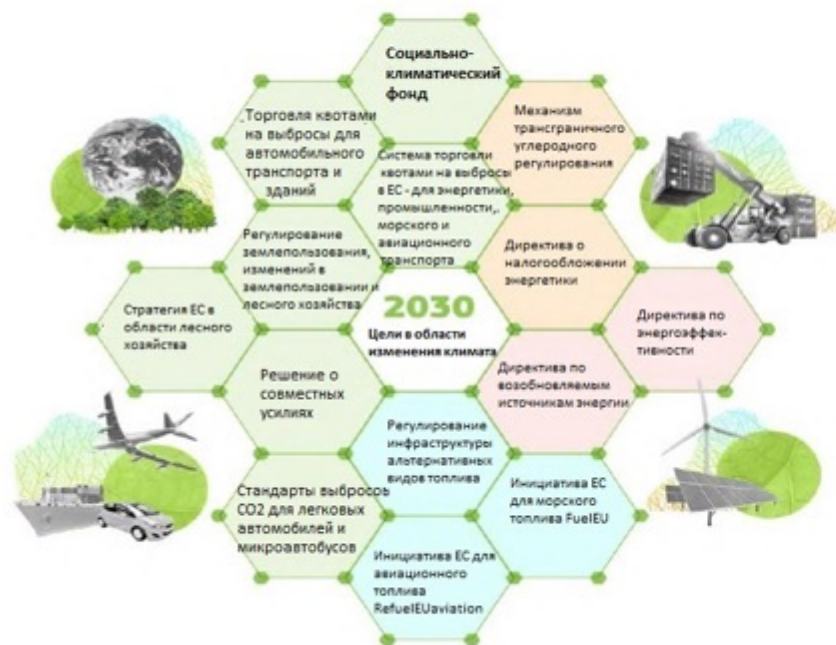 Социально-
климатический
фонд
Торговля квотами
на выбросы для
автомобильного
транспорта и
зданий
Система торговли
квотами на выбросы
в ЕС - для энергетики,
промышленности,.
морского и
авиационного
транспорта
Механизм
трансграничного
углеродного
регулирования
Регулирование
землепользования,
изменений в
землепользовании и
лесного хозяйства
Директива о
налогообложении
энергетики
Стратегия ЕС в
области лесного
хозяйства
2030
Цели в области
изменения климата
Директива по
энергоэффек-
тивности
Решение о
совместных
усилиях
Директива по
возобновляемым
источникам энергии
Регулирование
инфраструктуры
альтернативных
видов топлива
Стандарты выбросов
CO2 для легковых
автомобилей и
микроавтобусов
Инициатива ЕС
для морского
топлива FuelEU
Инициатива ЕС для
авиационного
топлива
RefuelEUaviation